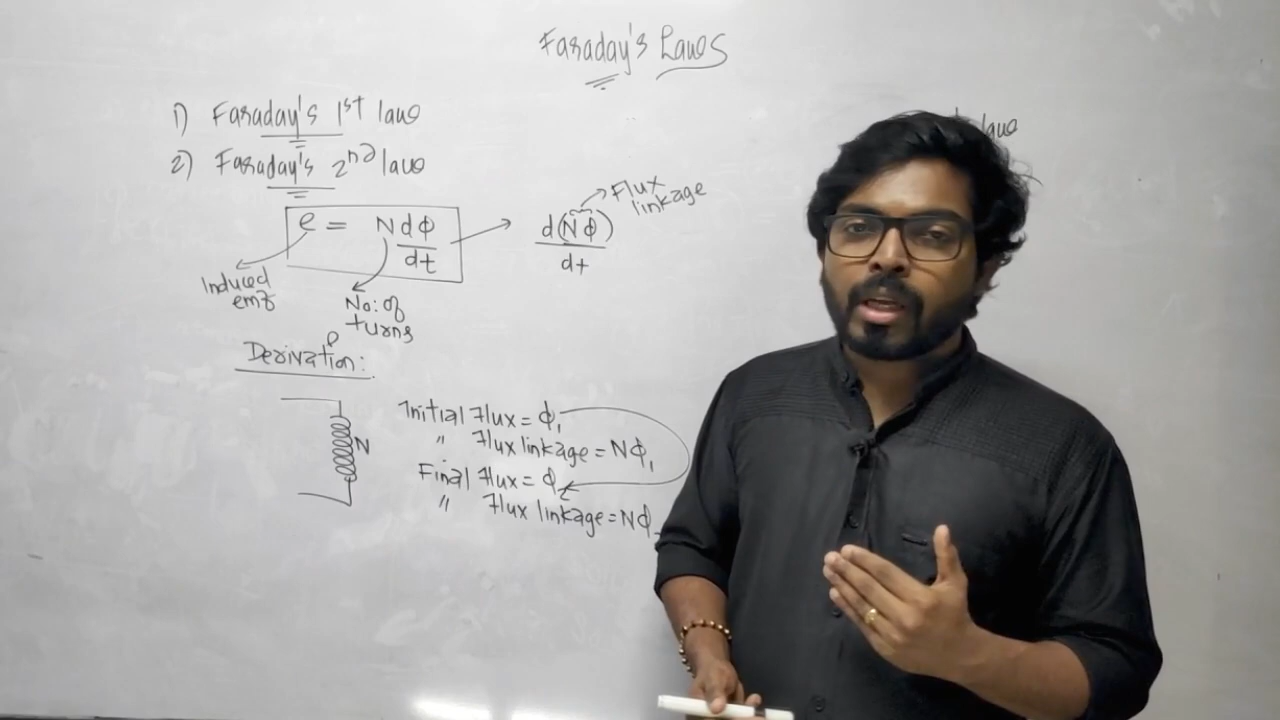 Faraday's Laws
1) Faraday's 1st law
2) Faraday's 2nd law
law
e = N dϕ/dt
d(Nϕ)/dt
Flux linkage
Induced emf
No: of turns
Derivation:
N
Initial Flux = ϕ₁
" Flux linkage = Nϕ₁
Final Flux = ϕ₂
" Flux linkage = Nϕ